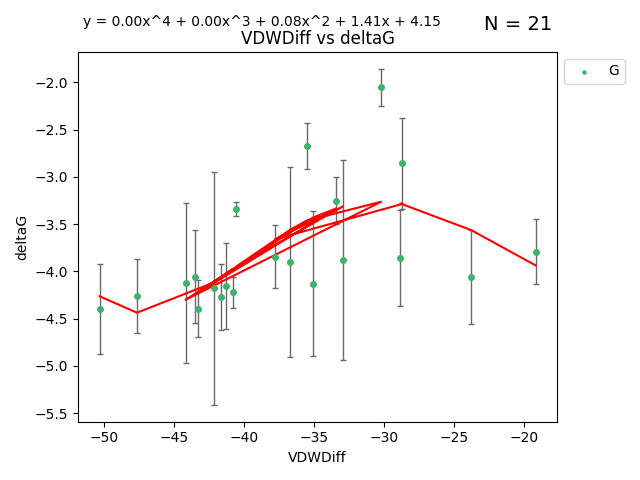 y = 0.00x^4 + 0.00x^3 + 0.08x^2 + 1.41x + 4.15
N = 21
VDWDiff vs deltaG
G
deltaG
−2.0
−2.5
−3.0
−3.5
−4.0
−4.5
−5.0
−5.5
−50 −45 −40 −35 −30 −25 −20
VDWDiff